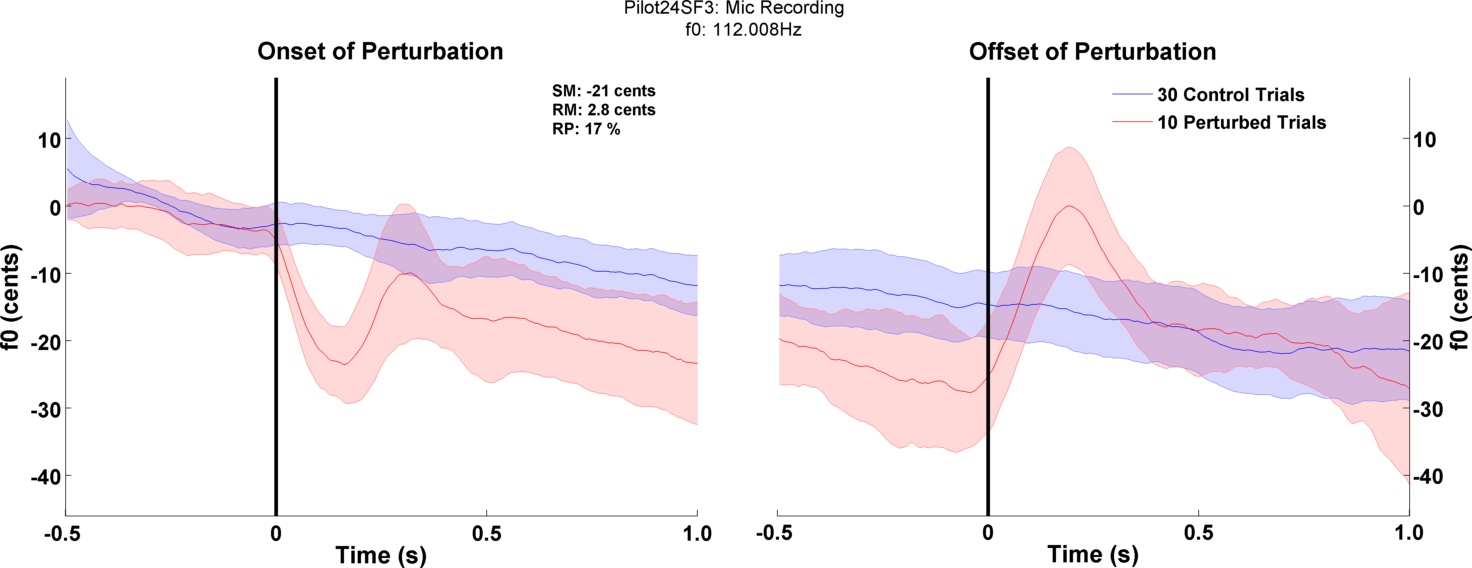 Pilot24SF3: Mic Recording
f0: 112.008Hz
Onset of Perturbation
SM: -21 cents
RM: 2.8 cents
RP: 17 %
10
0
-10
-20
-30
-40
f0 (cents)
-0.5
0
0.5
1.0
Time (s)
Offset of Perturbation
30 Control Trials
10 Perturbed Trials
10
0
-10
-20
-30
-40
f0 (cents)
-0.5
0
0.5
1.0
Time (s)